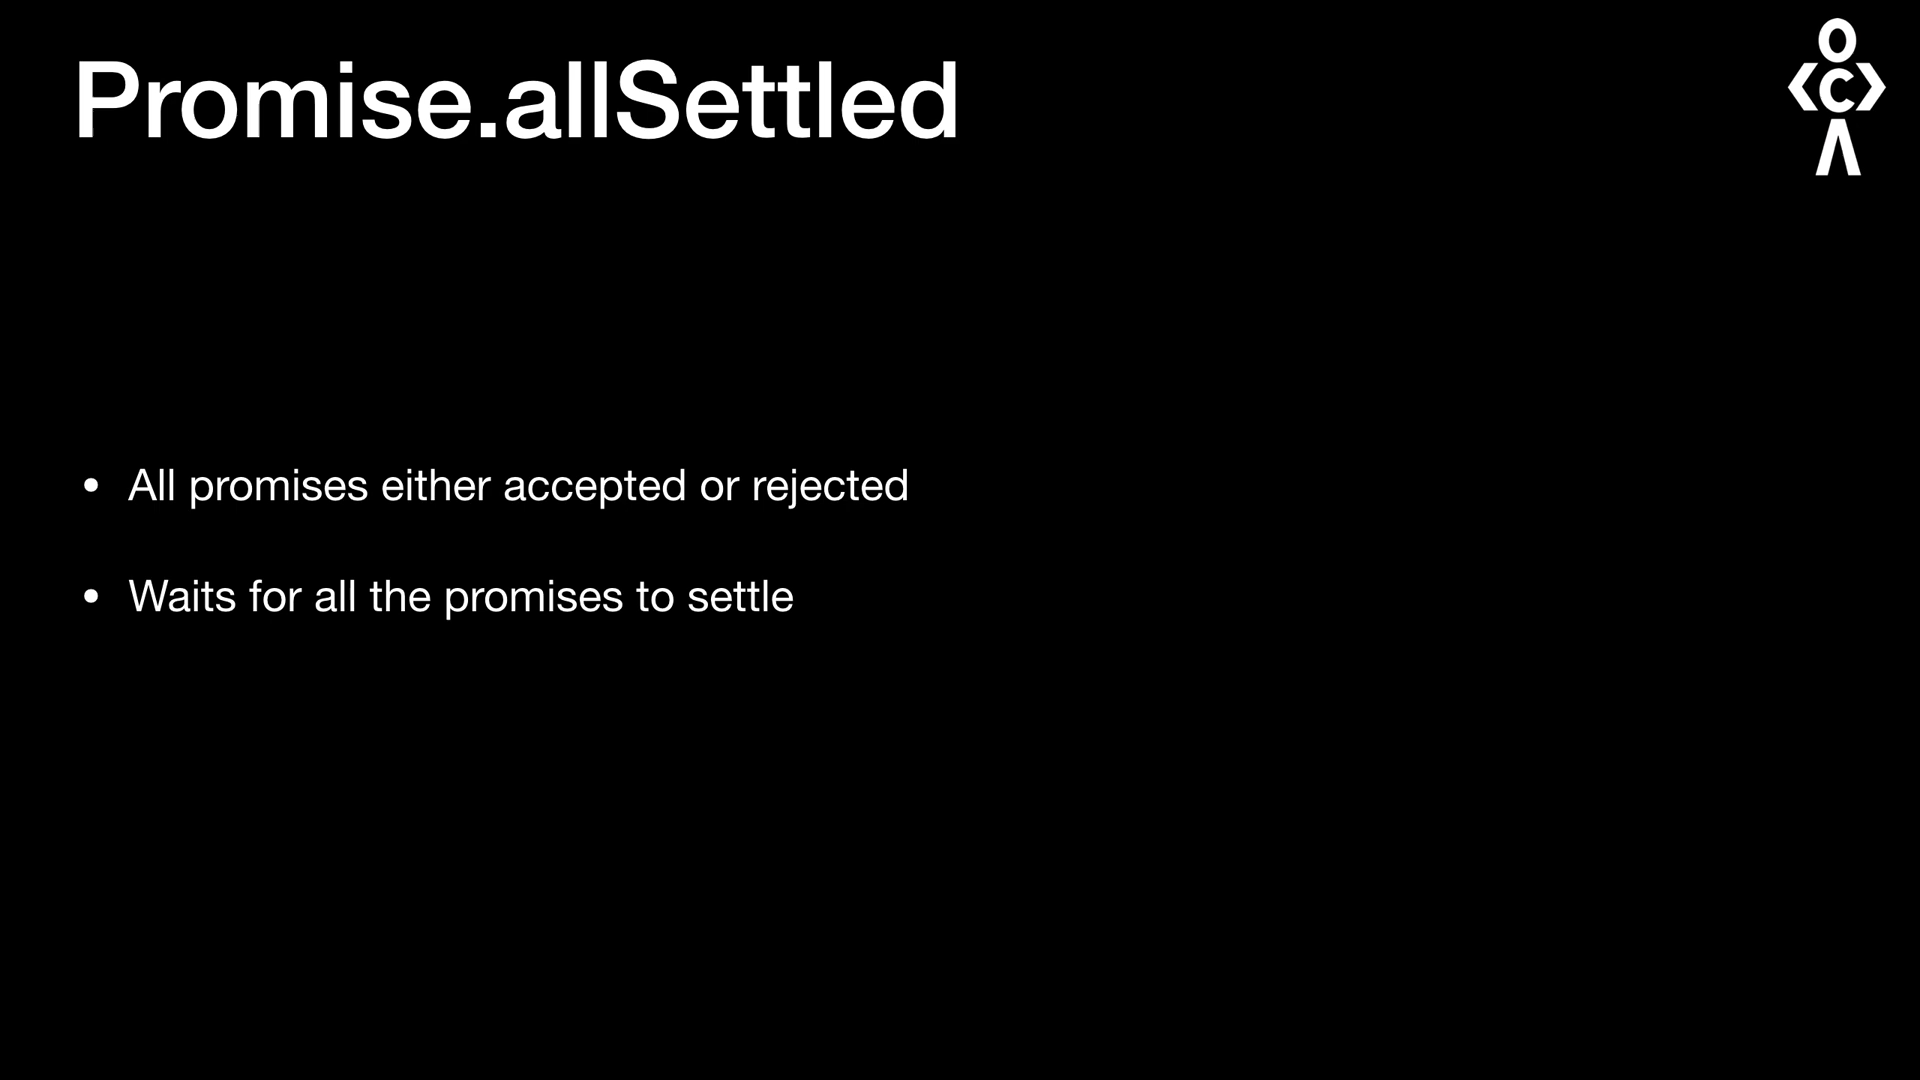 Promise.allSettled
O
<C>
Λ
• All promises either accepted or rejected
• Waits for all the promises to settle